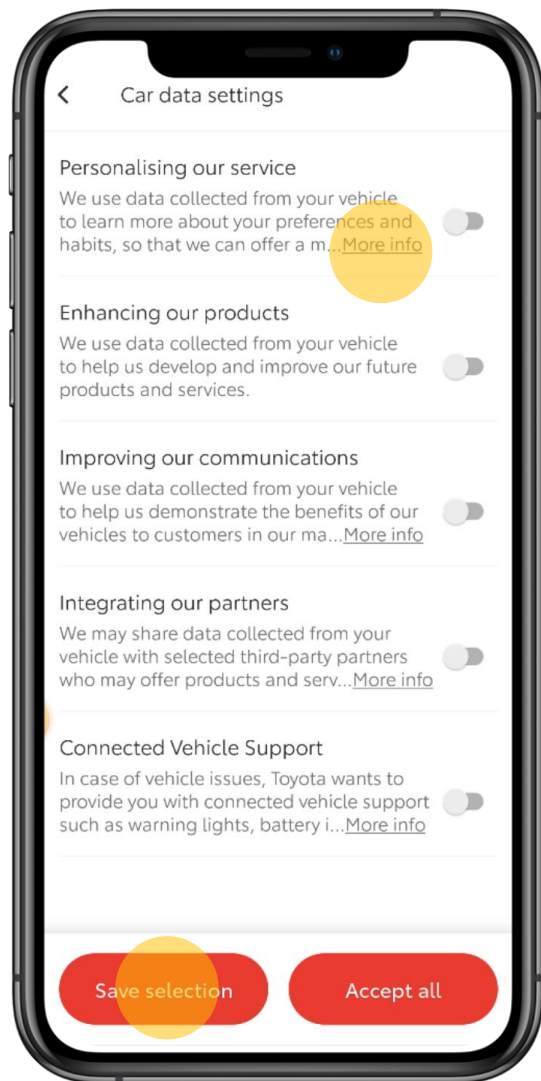 Car data settings
Personalising our service
We use data collected from your vehicle
to learn more about your preferences and
habits, so that we can offer a m...More info
Enhancing our products
We use data collected from your vehicle
to help us develop and improve our future
products and services.
Improving our communications
We use data collected from your vehicle
to help us demonstrate the benefits of our
vehicles to customers in our ma...More info
Integrating our partners
We may share data collected from your
vehicle with selected third-party partners
who may offer products and serv...More info
Connected Vehicle Support
In case of vehicle issues, Toyota wants to
provide you with connected vehicle support
such as warning lights, battery i...More info
Save selection Accept all